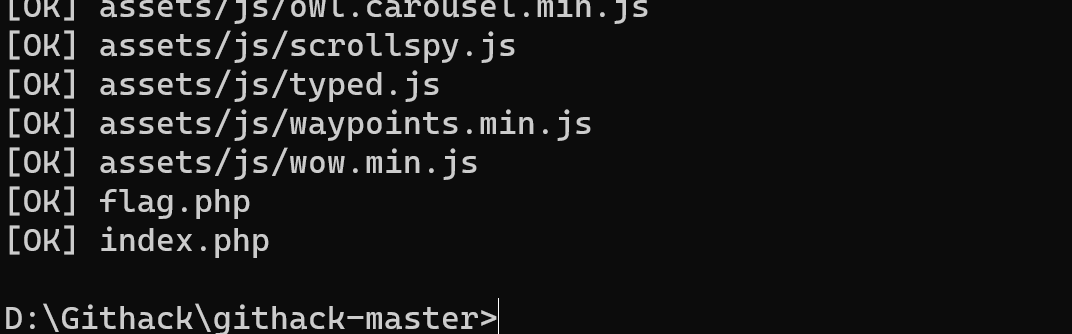 [OK] assets/js/owl.carousel.min.js
[OK] assets/js/scrollspy.js
[OK] assets/js/typed.js
[OK] assets/js/waypoints.min.js
[OK] assets/js/wow.min.js
[OK] flag.php
[OK] index.php
D:\Githack\githack-master>